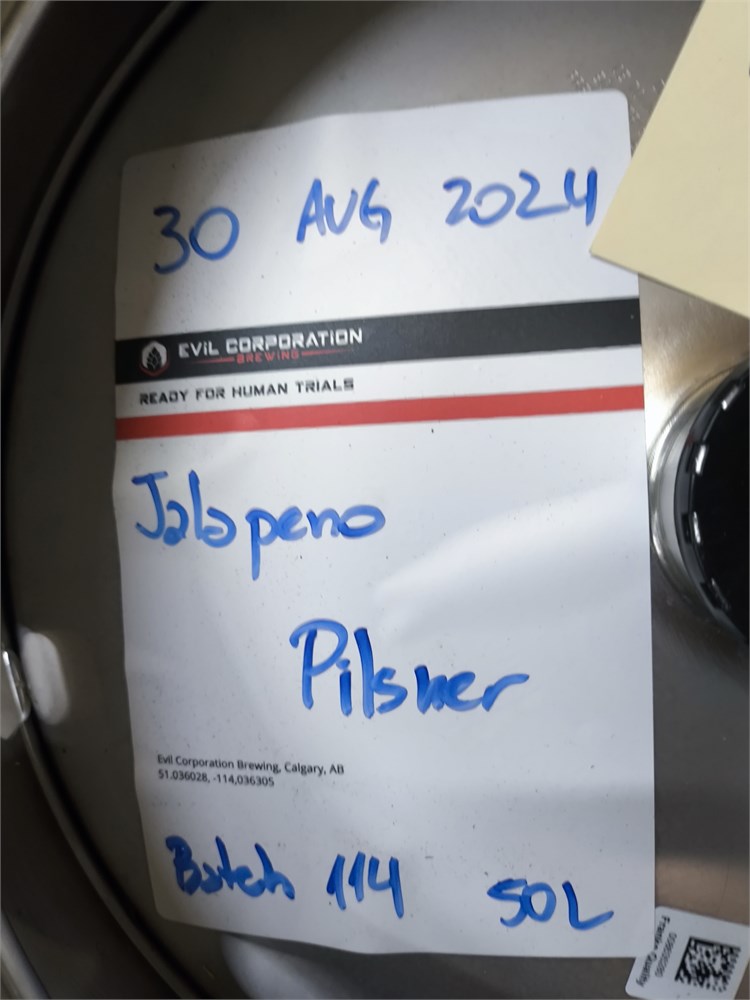 30 AUG 2024
EVIL CORPORATION
BREWING
READY FOR HUMAN TRIALS
Jalapeno
Pilsner
Evil Corporation Brewing, Calgary, AB
51.036028, -114,036305
Batch 114 50L